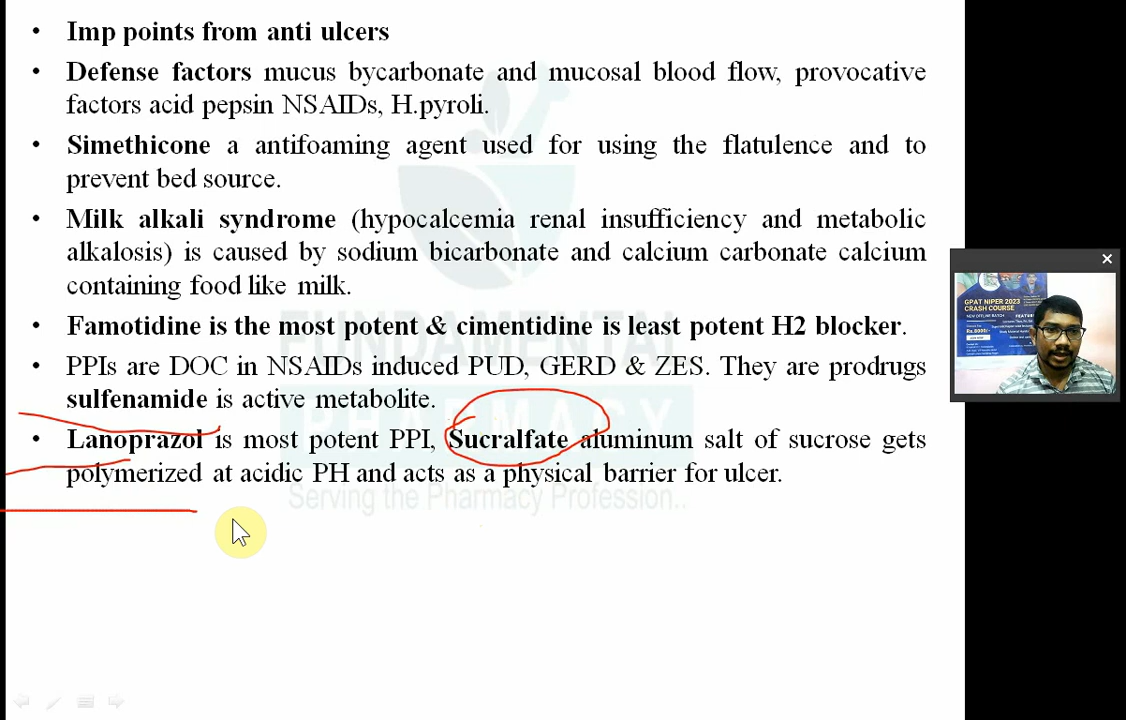 • Imp points from anti ulcers
• Defense factors mucus bycarbonate and mucosal blood flow, provocative
factors acid pepsin NSAIDs, H.pyroli.
• Simethicone a antifoaming agent used for using the flatulence and to
prevent bed source.
• Milk alkali syndrome (hypocalcemia renal insufficiency and metabolic
alkalosis) is caused by sodium bicarbonate and calcium carbonate calcium
containing food like milk.
• Famotidine is the most potent & cimentidine is least potent H2 blocker.
• PPIs are DOC in NSAIDs induced PUD, GERD & ZES. They are prodrugs
sulfenamide is active metabolite.
• Lanoprazol is most potent PPI, Sucralfate aluminum salt of sucrose gets
polymerized at acidic PH and acts as a physical barrier for ulcer.
PHARMACY
Serving the Pharmacy Profession..
GPAT NIPER 2023
CRASH COURSE